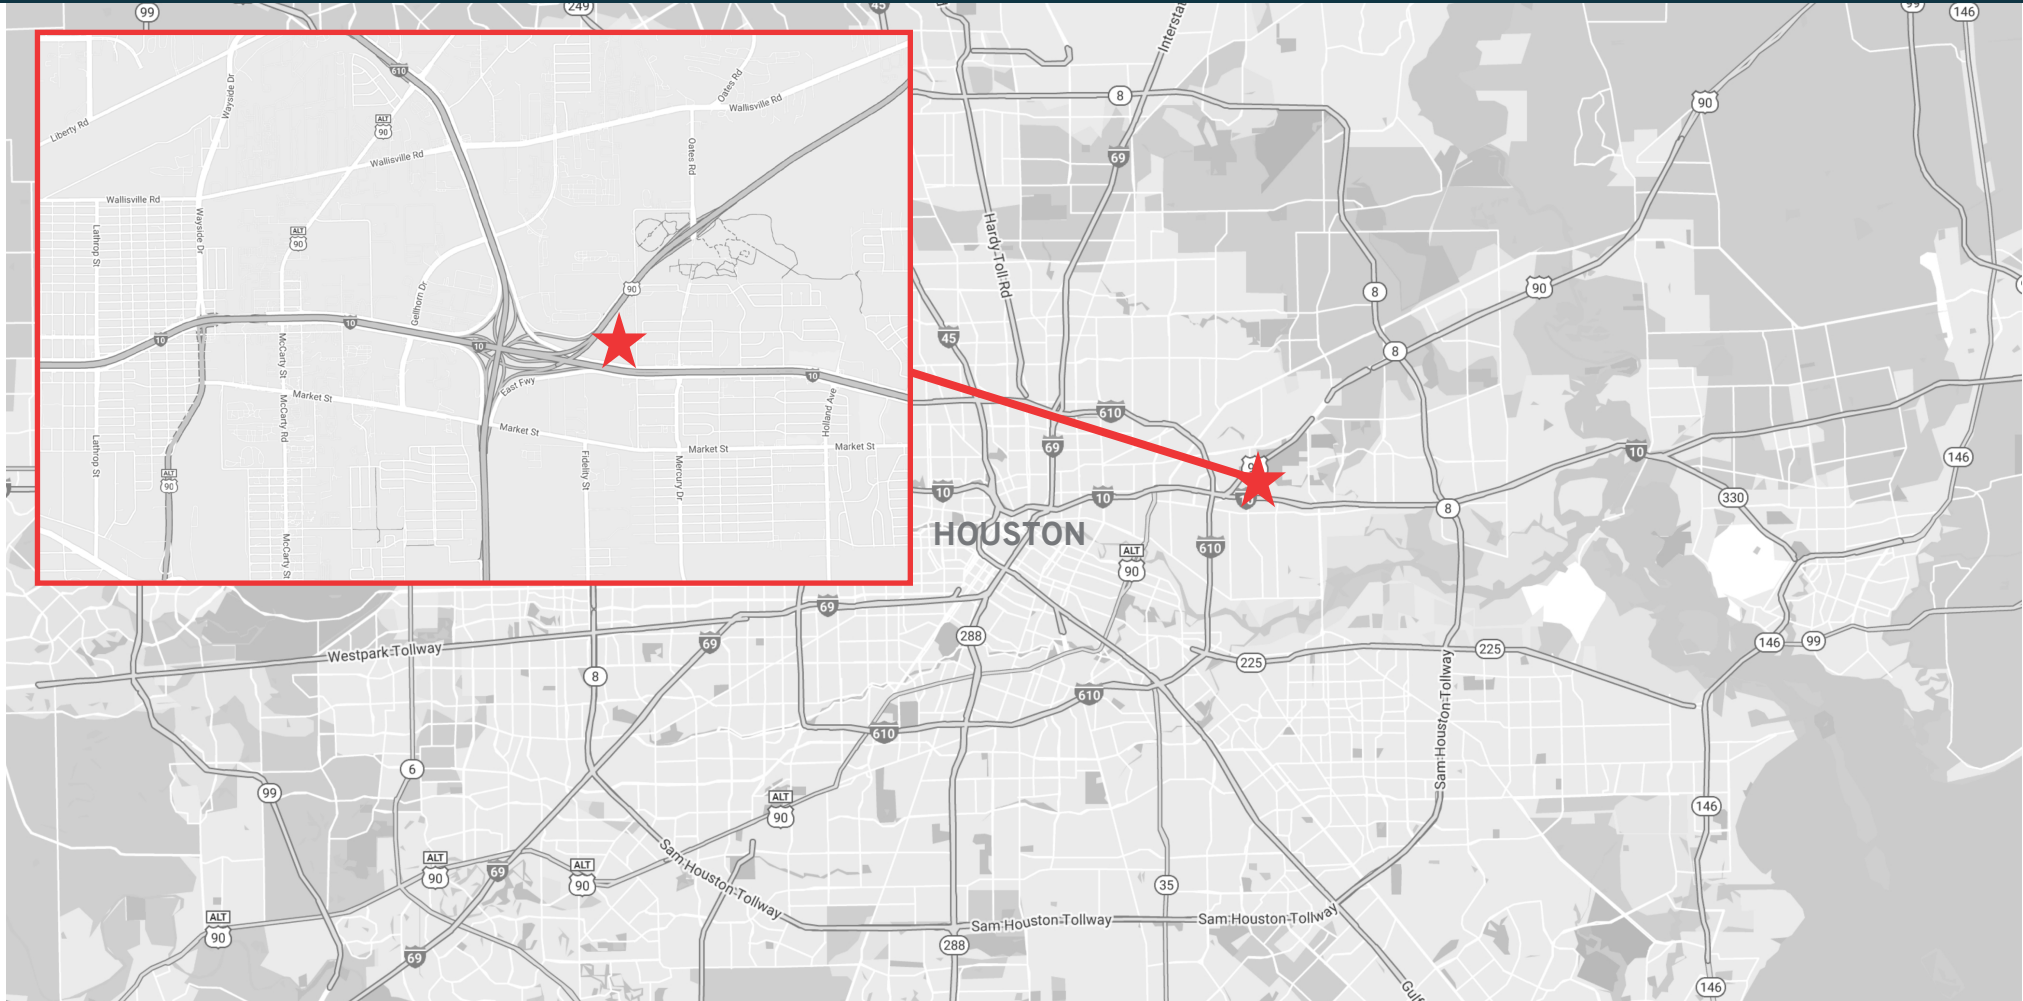 99
249
45
Interstat
99
146
610
Wayside Dr
Oates Rd
Wallisville Rd
8
90
ALT
90
Liberty Rd
Wallisville Rd
Oates Rd
69
Wallisville Rd
Wayside Dr
Lathrop St
ALT
90
Hardy Toll Rd
Gellhorn Dr
90
8
90
10
10
10
McCarty St
45
8
East Fwy
10
Market St
McCarty Rd
Holland Ave
610
Market St
Market St
Market St
Lathrop St
69
Fidelity St
Mercury Dr
ALT
90
10
146
10
10
330
8
HOUSTON
McCarty St
610
ALT
90
69
288
69
146
99
Westpark Tollway
225
225
8
610
Sam Houston Tollway
610
6
99
146
ALT
90
Sam Houston Tollway
ALT
90
69
ALT
90
35
ALT
90
Sam Houston Tollway
Sam Houston Tollway
288
69
146
Gulf